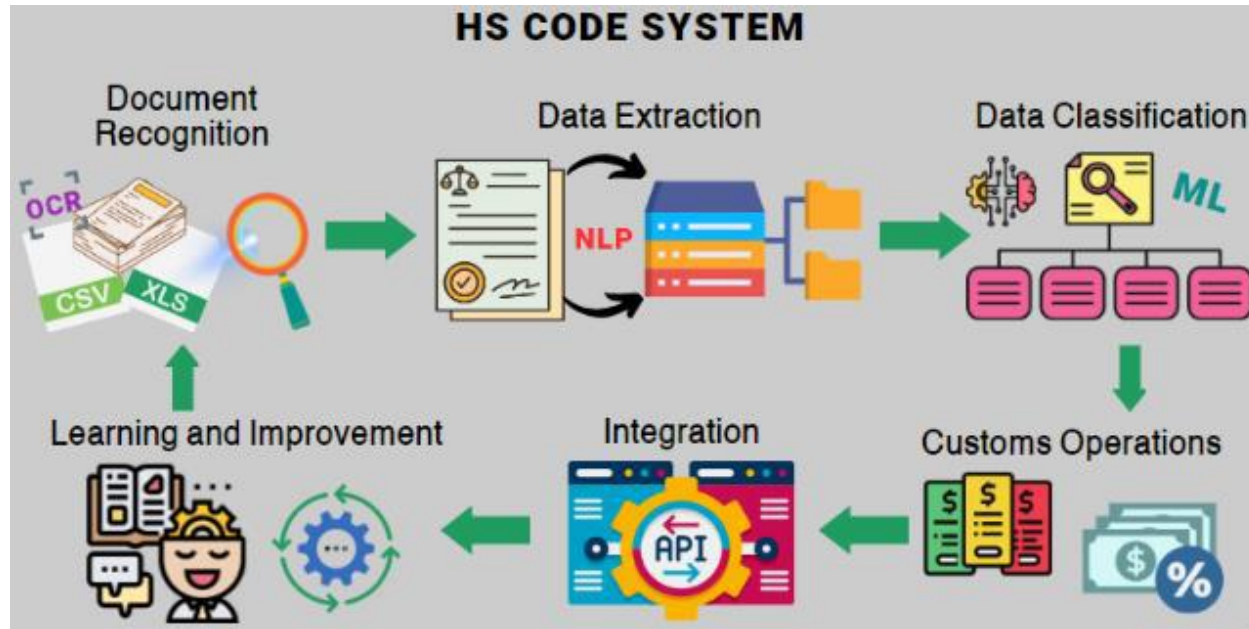 HS CODE SYSTEM
Document
Recognition
OCR
CSV
XLS
Data Extraction
NLP
Data Classification
ML
Customs Operations
$
$
$
$
%
Integration
API
Learning and Improvement